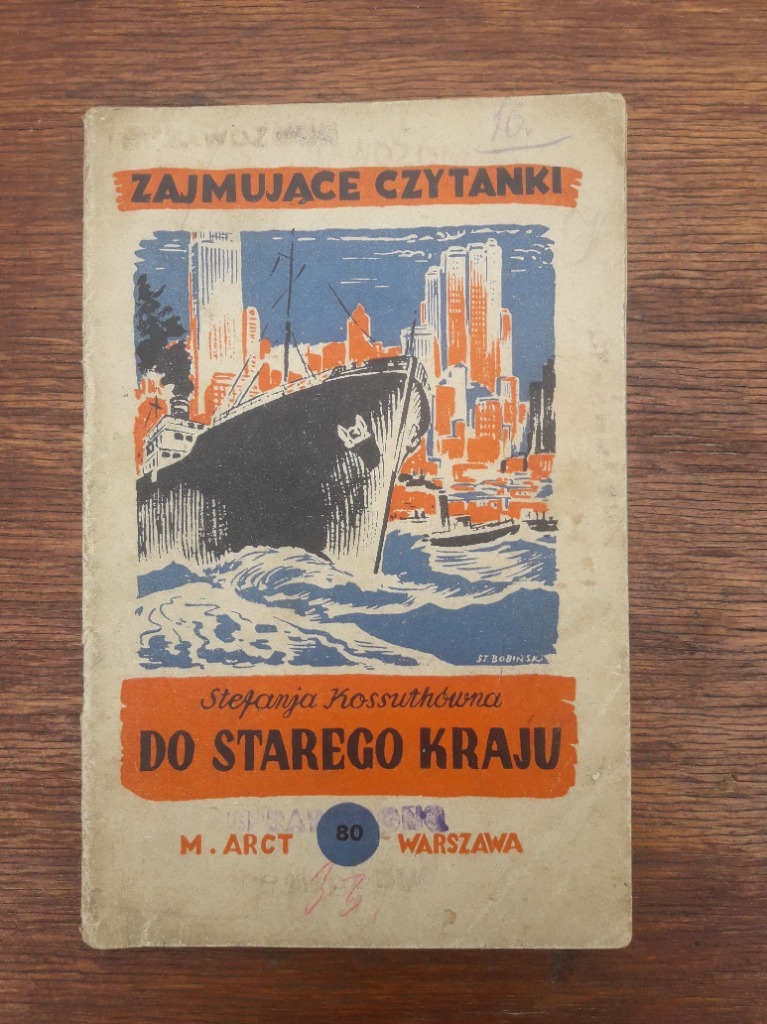 10.
ZAJMUJĄCE CZYTANKI
ST. BOBIŃSKI
Stefanja Kossuthówna
DO STAREGO KRAJU
M. ARCT 80 WARSZAWA